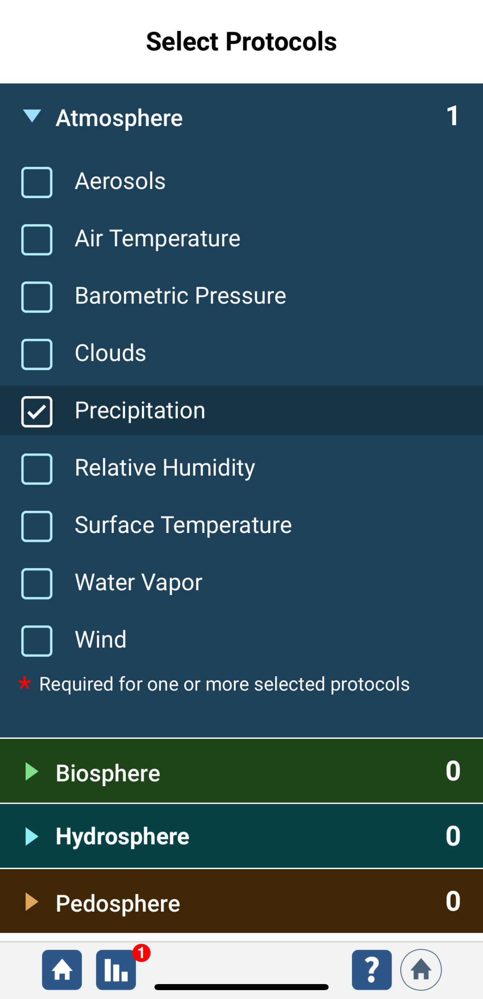 Select Protocols
Atmosphere 1
Aerosols
Air Temperature
Barometric Pressure
Clouds
Precipitation
Relative Humidity
Surface Temperature
Water Vapor
Wind
* Required for one or more selected protocols
Biosphere 0
Hydrosphere 0
Pedosphere 0
1
?